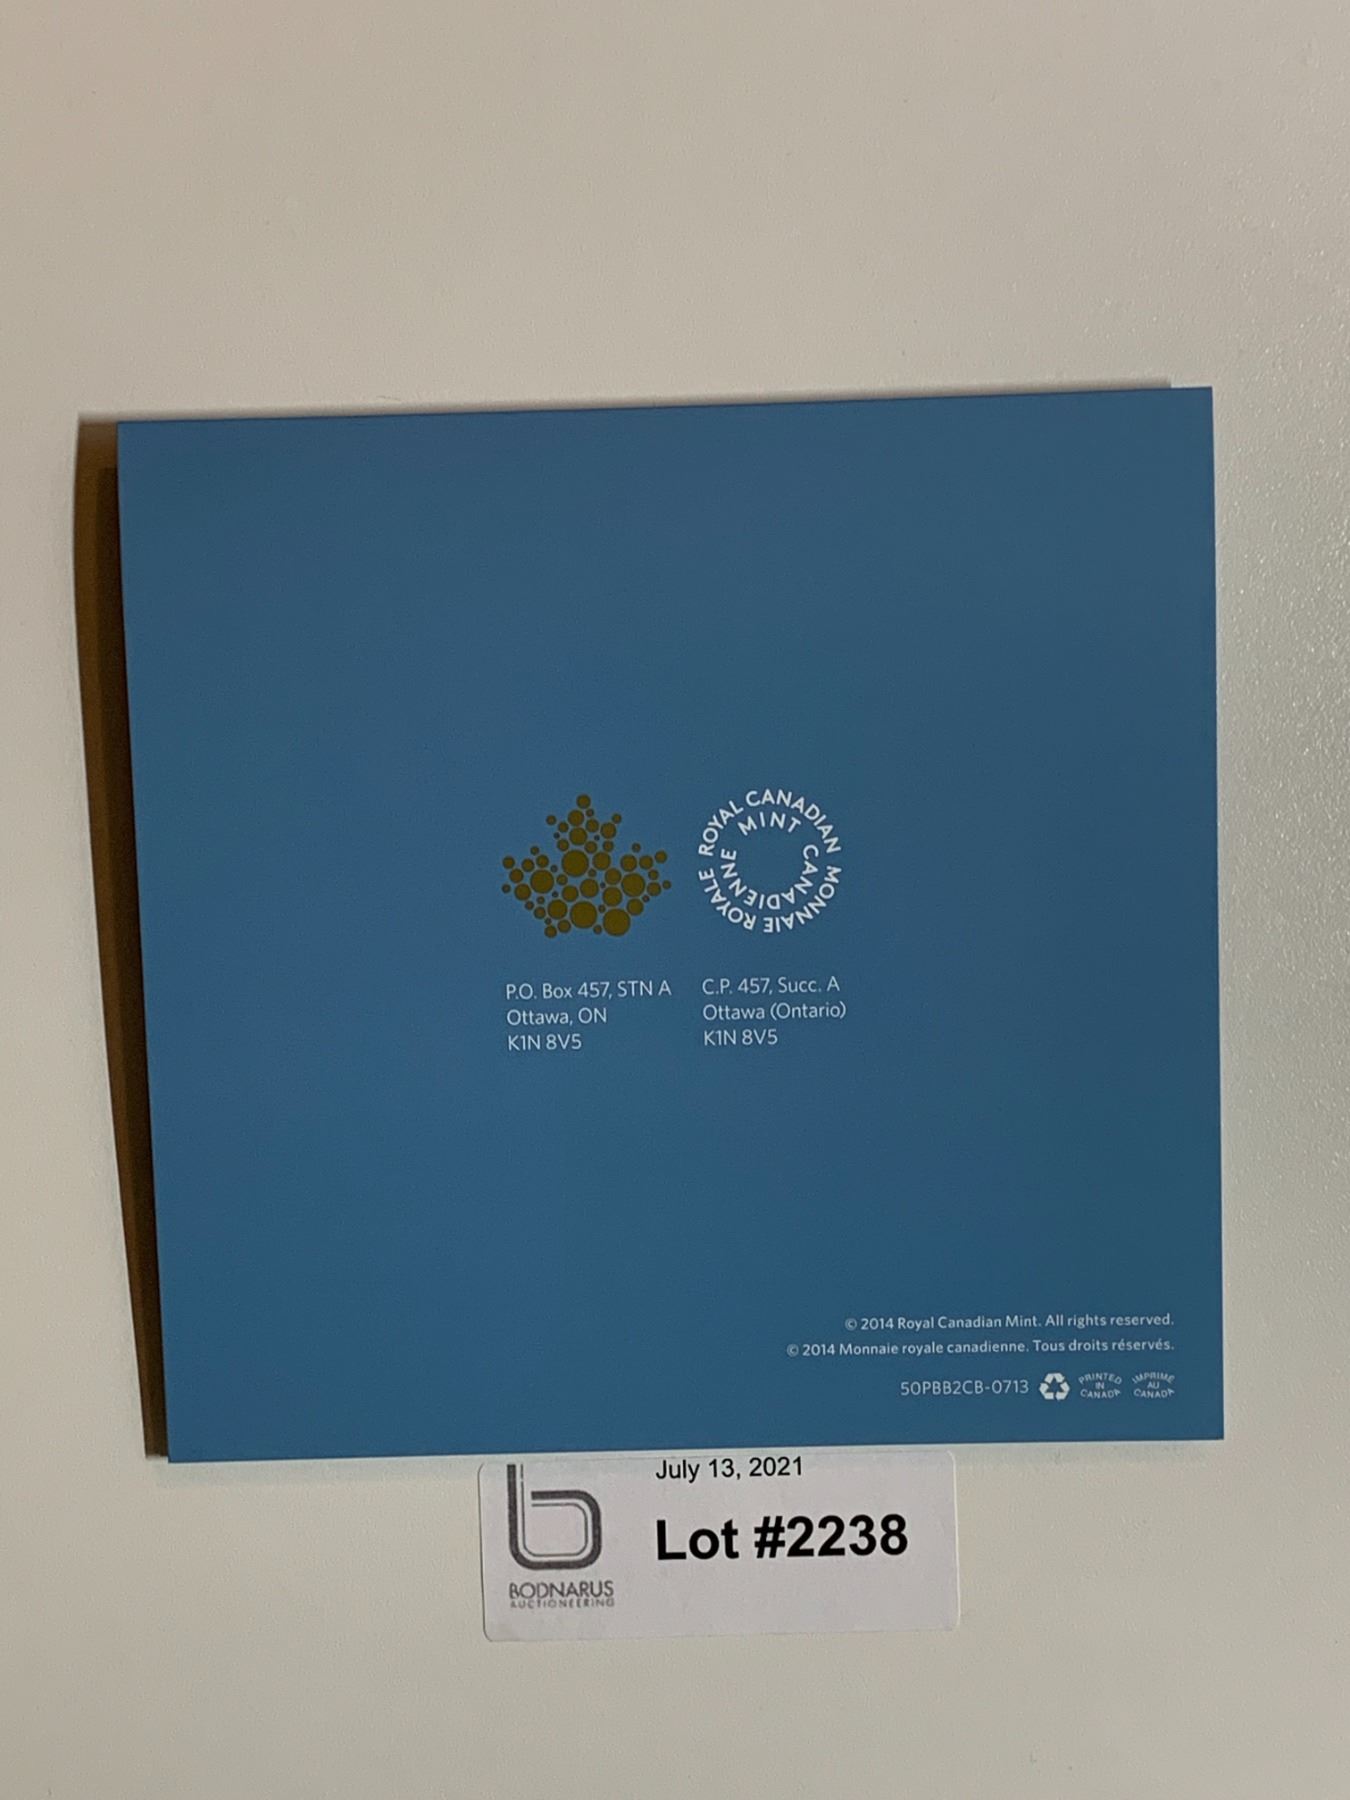 ROYAL CANADIAN MINT
MONNAIE ROYALE CANADIENNE
P.O. Box 457, STN A
Ottawa, ON
K1N 8V5
C.P. 457, Succ. A
Ottawa (Ontario)
K1N 8V5
© 2014 Royal Canadian Mint. All rights reserved.
© 2014 Monnaie royale canadienne. Tous droits réservés.
50PBB2CB-0713
PRINTED
IN
CANADA
IMPRIMÉ
AU
CANADA
July 13, 2021
Lot #2238
BODNARUS
AUCTIONEERING